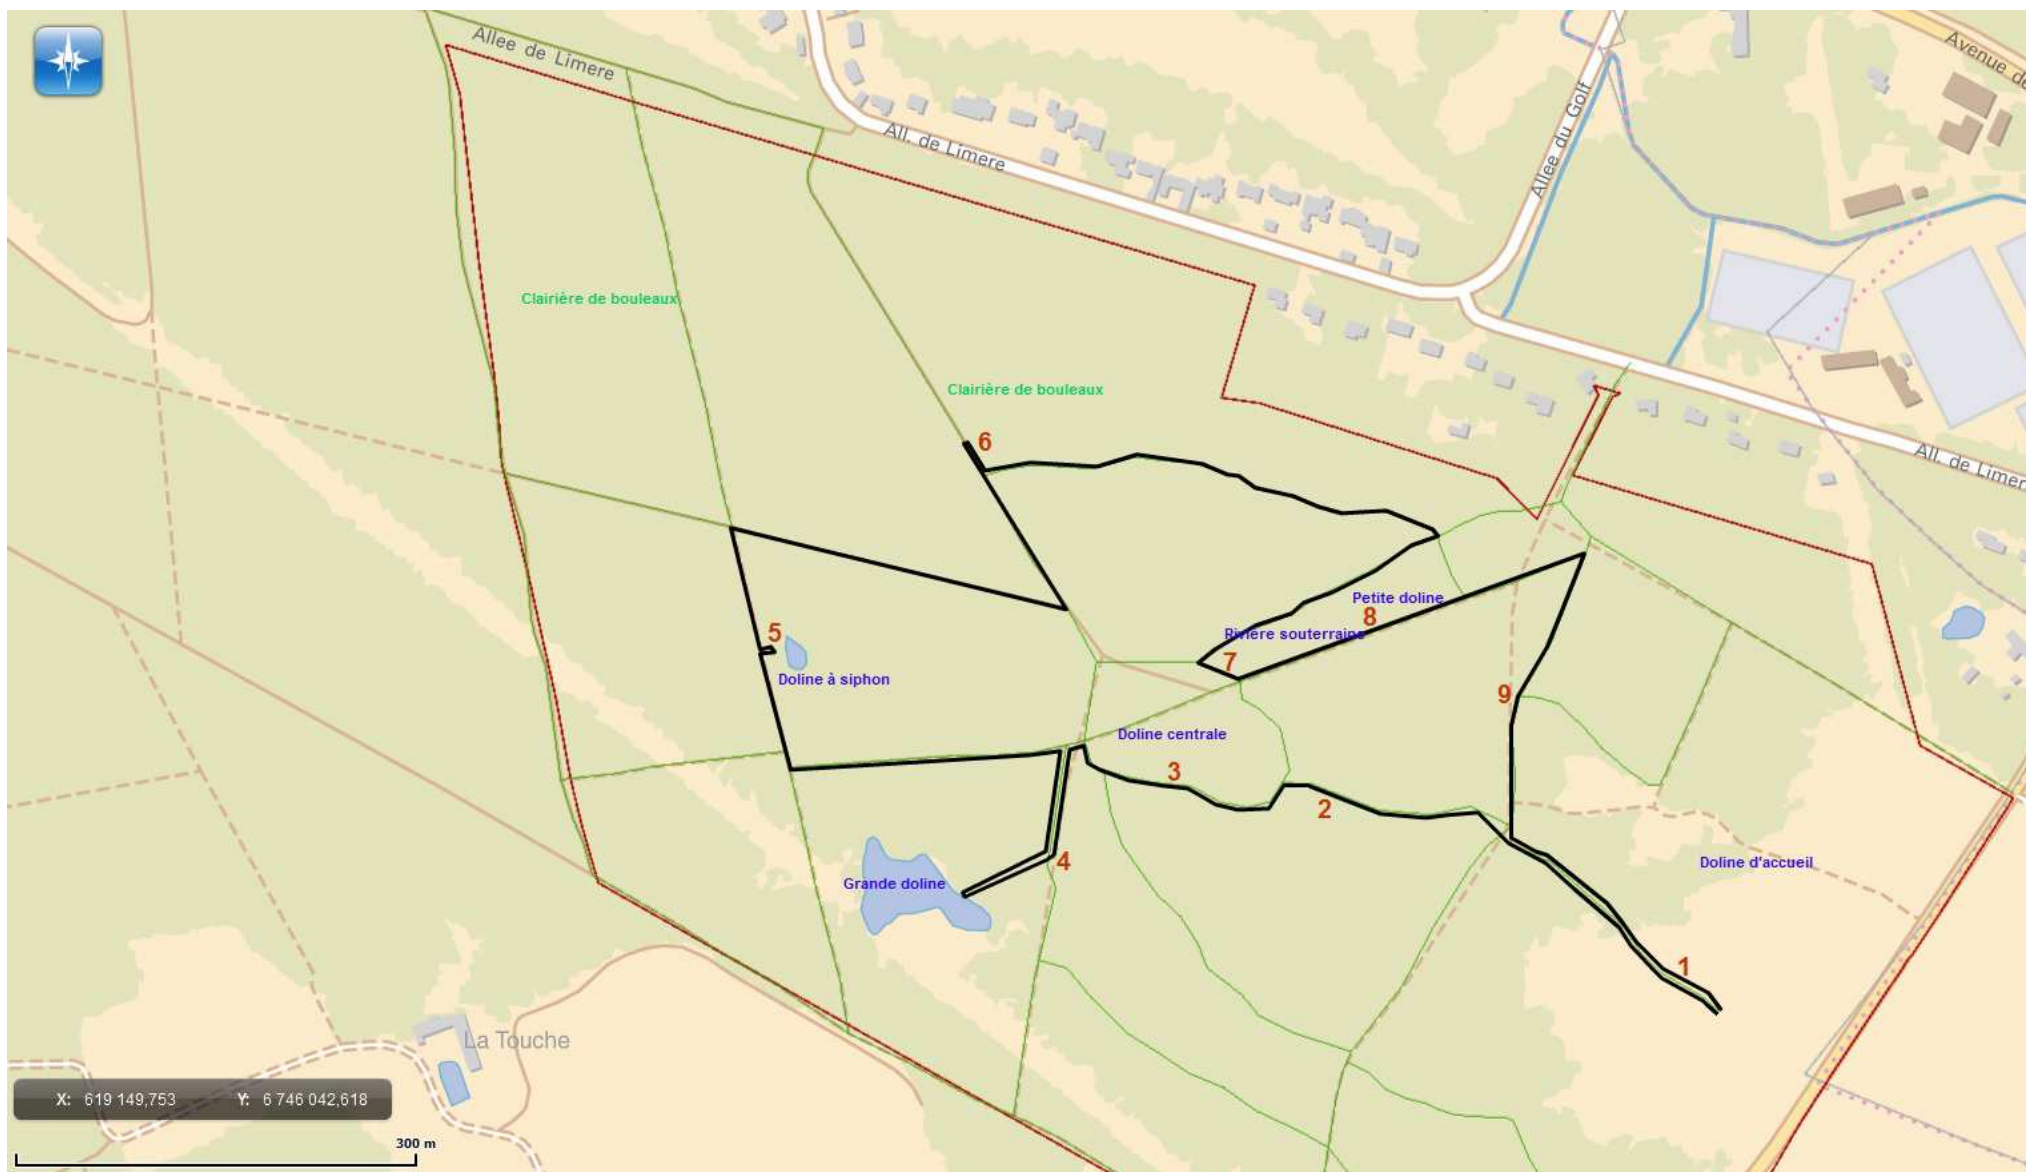 Allee de Limere
Avenue de
All. de Limere
Allee du Golf
Clairière de bouleaux
Clairière de bouleaux
6
All. de Limer
Petite doline
8
5
Rivière souterraine
7
Doline à siphon
9
Doline centrale
3
2
4
Doline d'accueil
Grande doline
1
La Touche
X: 619 149,753 Y: 6 746 042,618
300 m